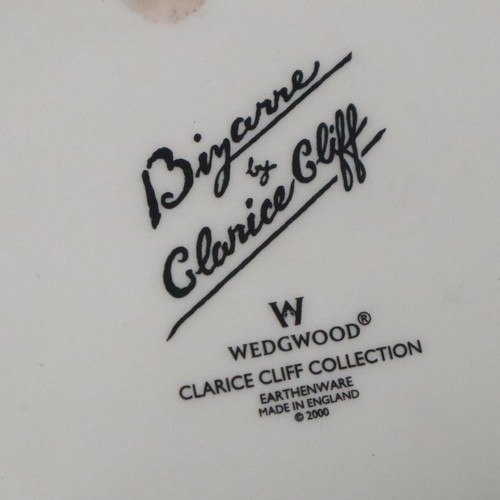 Bizarre
by
Clarice Cliff
W
WEDGWOOD®
CLARICE CLIFF COLLECTION
EARTHENWARE
MADE IN ENGLAND
© 2000